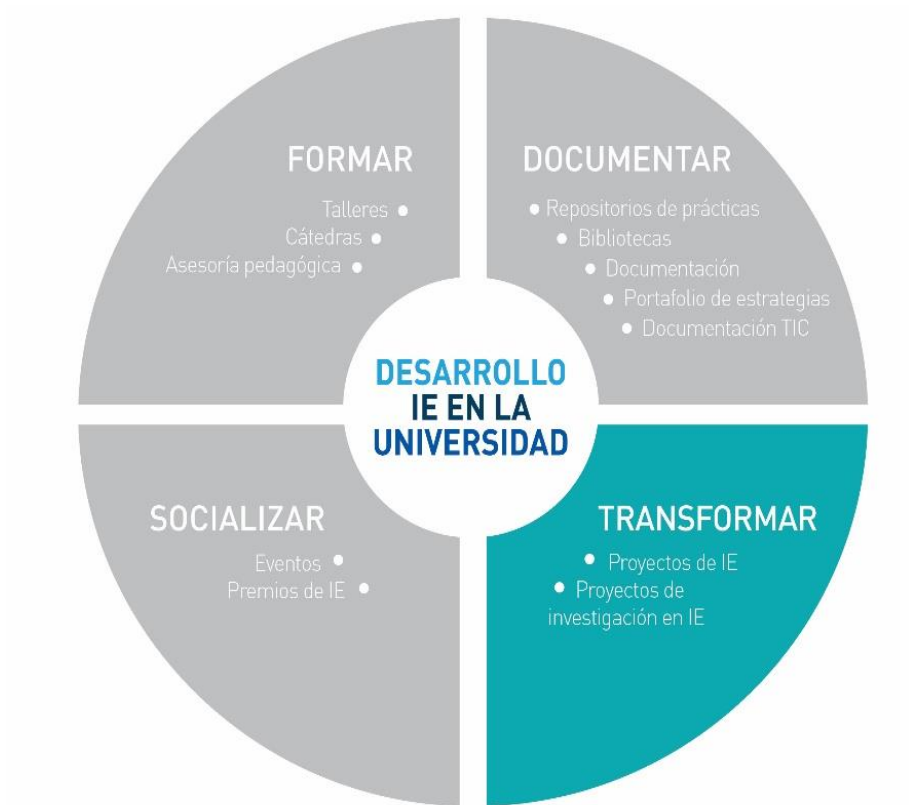 FORMAR
Talleres
Cátedras
Asesoría pedagógica
DOCUMENTAR
Repositorios de prácticas
Bibliotecas
Documentación
Portafolio de estrategias
Documentación TIC
DESARROLLO
IE EN LA
UNIVERSIDAD
SOCIALIZAR
Eventos
Premios de IE
TRANSFORMAR
Proyectos de IE
Proyectos de
investigación en IE